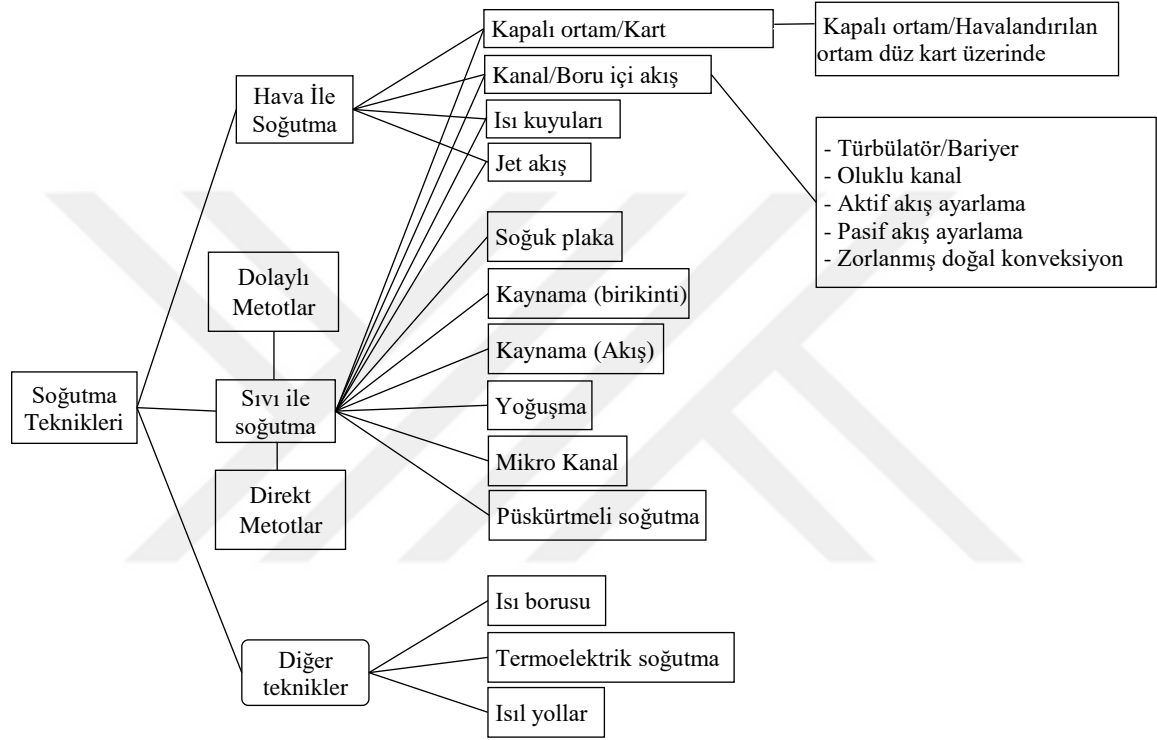 Soğutma
Teknikleri
Hava İle
Soğutma
Dolaylı
Metotlar
Sıvı ile
soğutma
Direkt
Metotlar
Diğer
teknikler
Kapalı ortam/Kart
Kanal/Boru içi akış
Isı kuyuları
Jet akış
Soğuk plaka
Kaynama (birikinti)
Kaynama (Akış)
Yoğuşma
Mikro Kanal
Püskürtmeli soğutma
Isı borusu
Termoelektrik soğutma
Isıl yollar
Kapalı ortam/Havalandırılan
ortam düz kart üzerinde
- Türbülatör/Bariyer
- Oluklu kanal
- Aktif akış ayarlama
- Pasif akış ayarlama
- Zorlanmış doğal konveksiyon